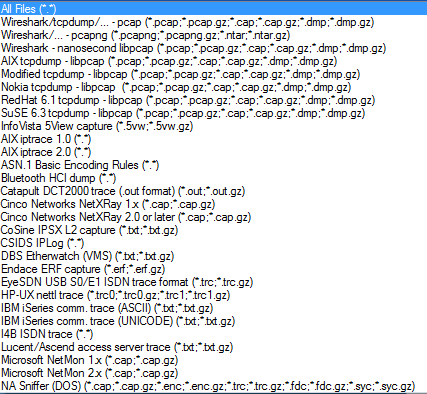 All Files (*.*)
Wireshark/tcpdump/... - pcap (*.pcap;*.pcap.gz;*.cap;*.cap.gz;*.dmp;*.dmp.gz)
Wireshark/... - pcapng (*.pcapng;*.pcapng.gz;*.ntar;*.ntar.gz)
Wireshark - nanosecond libpcap (*.pcap;*.pcap.gz;*.cap;*.cap.gz;*.dmp;*.dmp.gz)
AIX tcpdump - libpcap (*.pcap;*.pcap.gz;*.cap;*.cap.gz;*.dmp;*.dmp.gz)
Modified tcpdump - libpcap (*.pcap;*.pcap.gz;*.cap;*.cap.gz;*.dmp;*.dmp.gz)
Nokia tcpdump - libpcap (*.pcap;*.pcap.gz;*.cap;*.cap.gz;*.dmp;*.dmp.gz)
RedHat 6.1 tcpdump - libpcap (*.pcap;*.pcap.gz;*.cap;*.cap.gz;*.dmp;*.dmp.gz)
SuSE 6.3 tcpdump - libpcap (*.pcap;*.pcap.gz;*.cap;*.cap.gz;*.dmp;*.dmp.gz)
InfoVista 5View capture (*.5vw;*.5vw.gz)
AIX iptrace 1.0 (*.*)
AIX iptrace 2.0 (*.*)
ASN.1 Basic Encoding Rules (*.*)
Bluetooth HCI dump (*.*)
Catapult DCT2000 trace (.out format) (*.out;*.out.gz)
Cinco Networks NetXRay 1.x (*.cap;*.cap.gz)
Cinco Networks NetXRay 2.0 or later (*.cap;*.cap.gz)
CoSine IPSX L2 capture (*.txt;*.txt.gz)
CSIDS IPLog (*.*)
DBS Etherwatch (VMS) (*.txt;*.txt.gz)
Endace ERF capture (*.erf;*.erf.gz)
EyeSDN USB S0/E1 ISDN trace format (*.trc;*.trc.gz)
HP-UX nettl trace (*.trc0;*.trc0.gz;*.trc1;*.trc1.gz)
IBM iSeries comm. trace (ASCII) (*.txt;*.txt.gz)
IBM iSeries comm. trace (UNICODE) (*.txt;*.txt.gz)
I4B ISDN trace (*.*)
Lucent/Ascend access server trace (*.txt;*.txt.gz)
Microsoft NetMon 1.x (*.cap;*.cap.gz)
Microsoft NetMon 2.x (*.cap;*.cap.gz)
NA Sniffer (DOS) (*.cap;*.cap.gz;*.enc;*.enc.gz;*.trc;*.trc.gz;*.fdc;*.fdc.gz;*.syc;*.syc.gz)